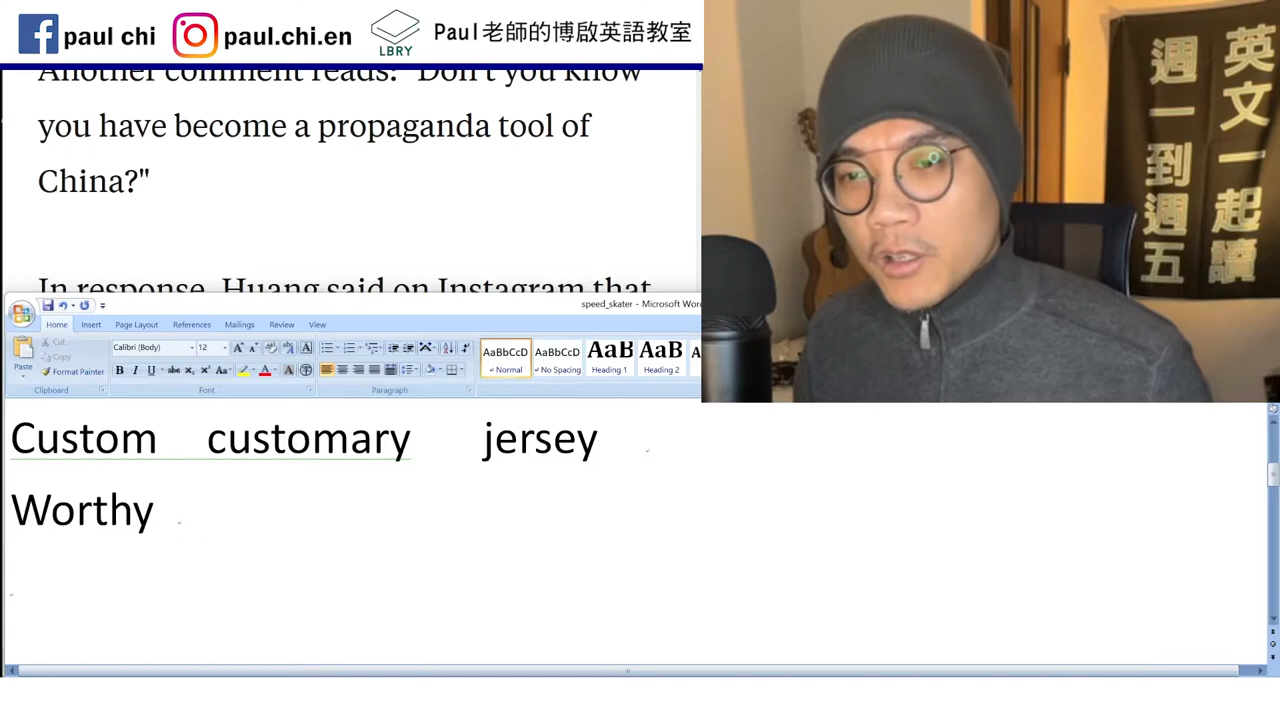 paul chi paul.chi.en LBRY Paul老師的博啟英語教室
Another comment reads: "Don't you know
you have become a propaganda tool of
China?"
In response, Huang said on Instagram that
英文一起讀
週一到週五
speed_skater - Microsoft Word
Home Insert Page Layout References Mailings Review View
Paste
Cut
Copy
Format Painter
Calibri (Body) 12
AaBbCcD AaBbCcD AaB AaB
Normal No Spacing Heading 1 Heading 2
Clipboard Font Paragraph
Custom customary jersey
Worthy